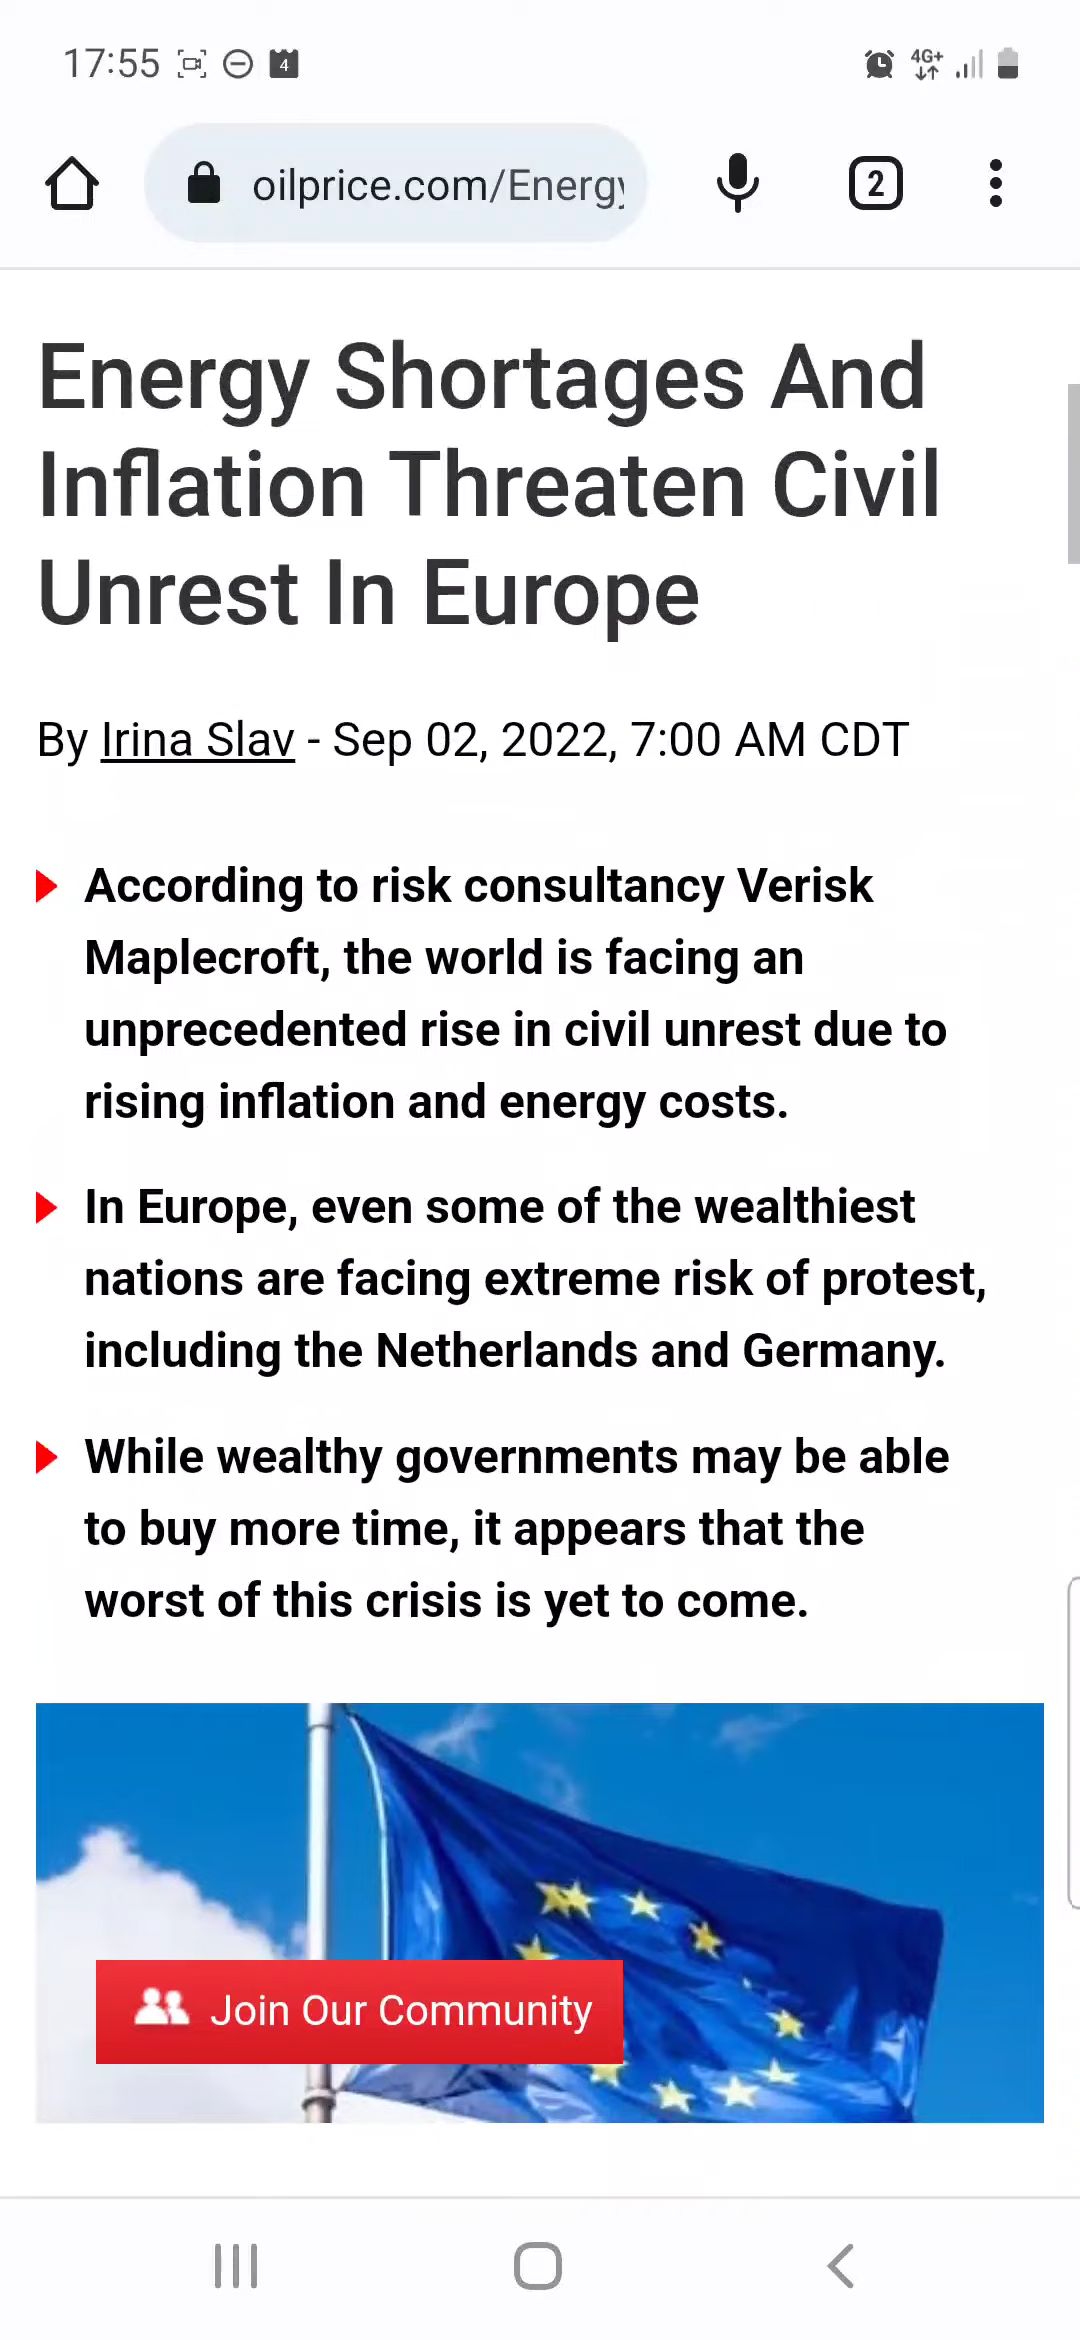 17:55 4 4G+
oilprice.com/Energy 2
Energy Shortages And
Inflation Threaten Civil
Unrest In Europe
By Irina Slav - Sep 02, 2022, 7:00 AM CDT
According to risk consultancy Verisk
Maplecroft, the world is facing an
unprecedented rise in civil unrest due to
rising inflation and energy costs.
In Europe, even some of the wealthiest
nations are facing extreme risk of protest,
including the Netherlands and Germany.
While wealthy governments may be able
to buy more time, it appears that the
worst of this crisis is yet to come.
Join Our Community